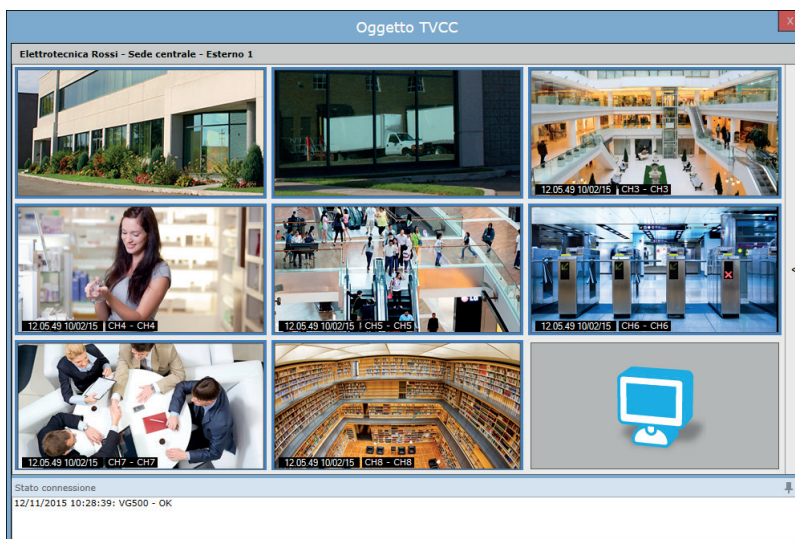 Oggetto TVCC
X
Elettrotecnica Rossi - Sede centrale - Esterno 1
12.05.49 10/02/15 CH3 - CH3
12.05.49 10/02/15 CH4 - CH4
12.05.49 10/02/15 CH5 - CH5
12.05.49 10/02/15 CH6 - CH6
12.05.49 10/02/15 CH7 - CH7
12.05.49 10/02/15 CH8 - CH8
Stato connessione
12/11/2015 10:28:39: VG500 - OK